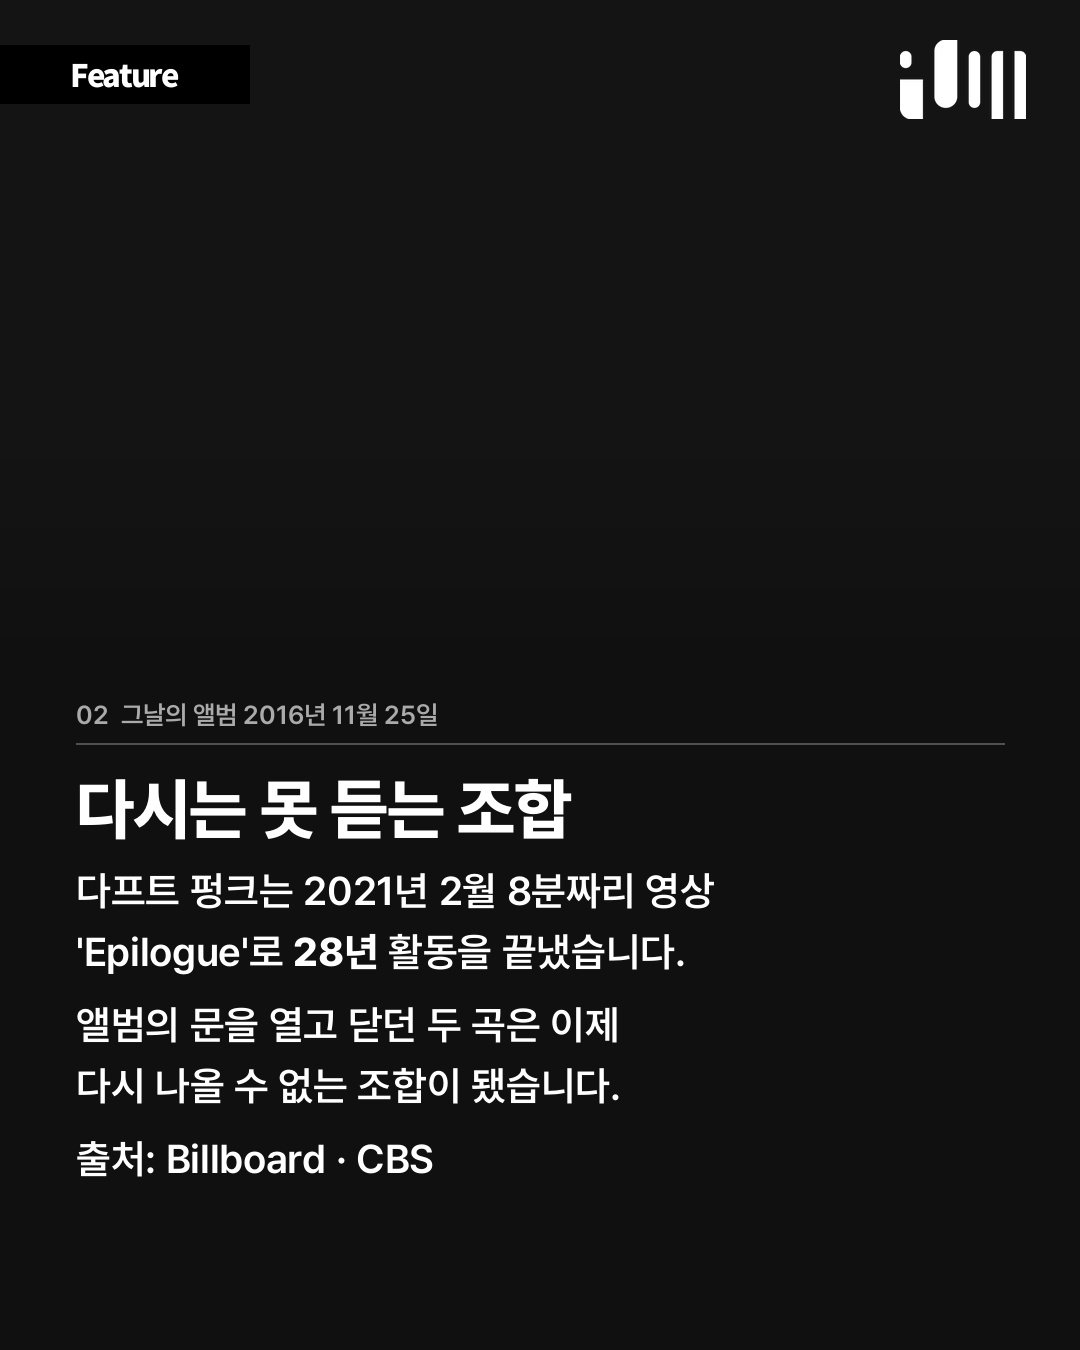 Feature
02 그날의 앨범 2016년 11월 25일
다시는 못 듣는 조합
다프트 펑크는 2021년 2월 8분짜리 영상
'Epilogue'로 28년 활동을 끝냈습니다.
앨범의 문을 열고 닫던 두 곡은 이제
다시 나올 수 없는 조합이 됐습니다.
출처: Billboard · CBS